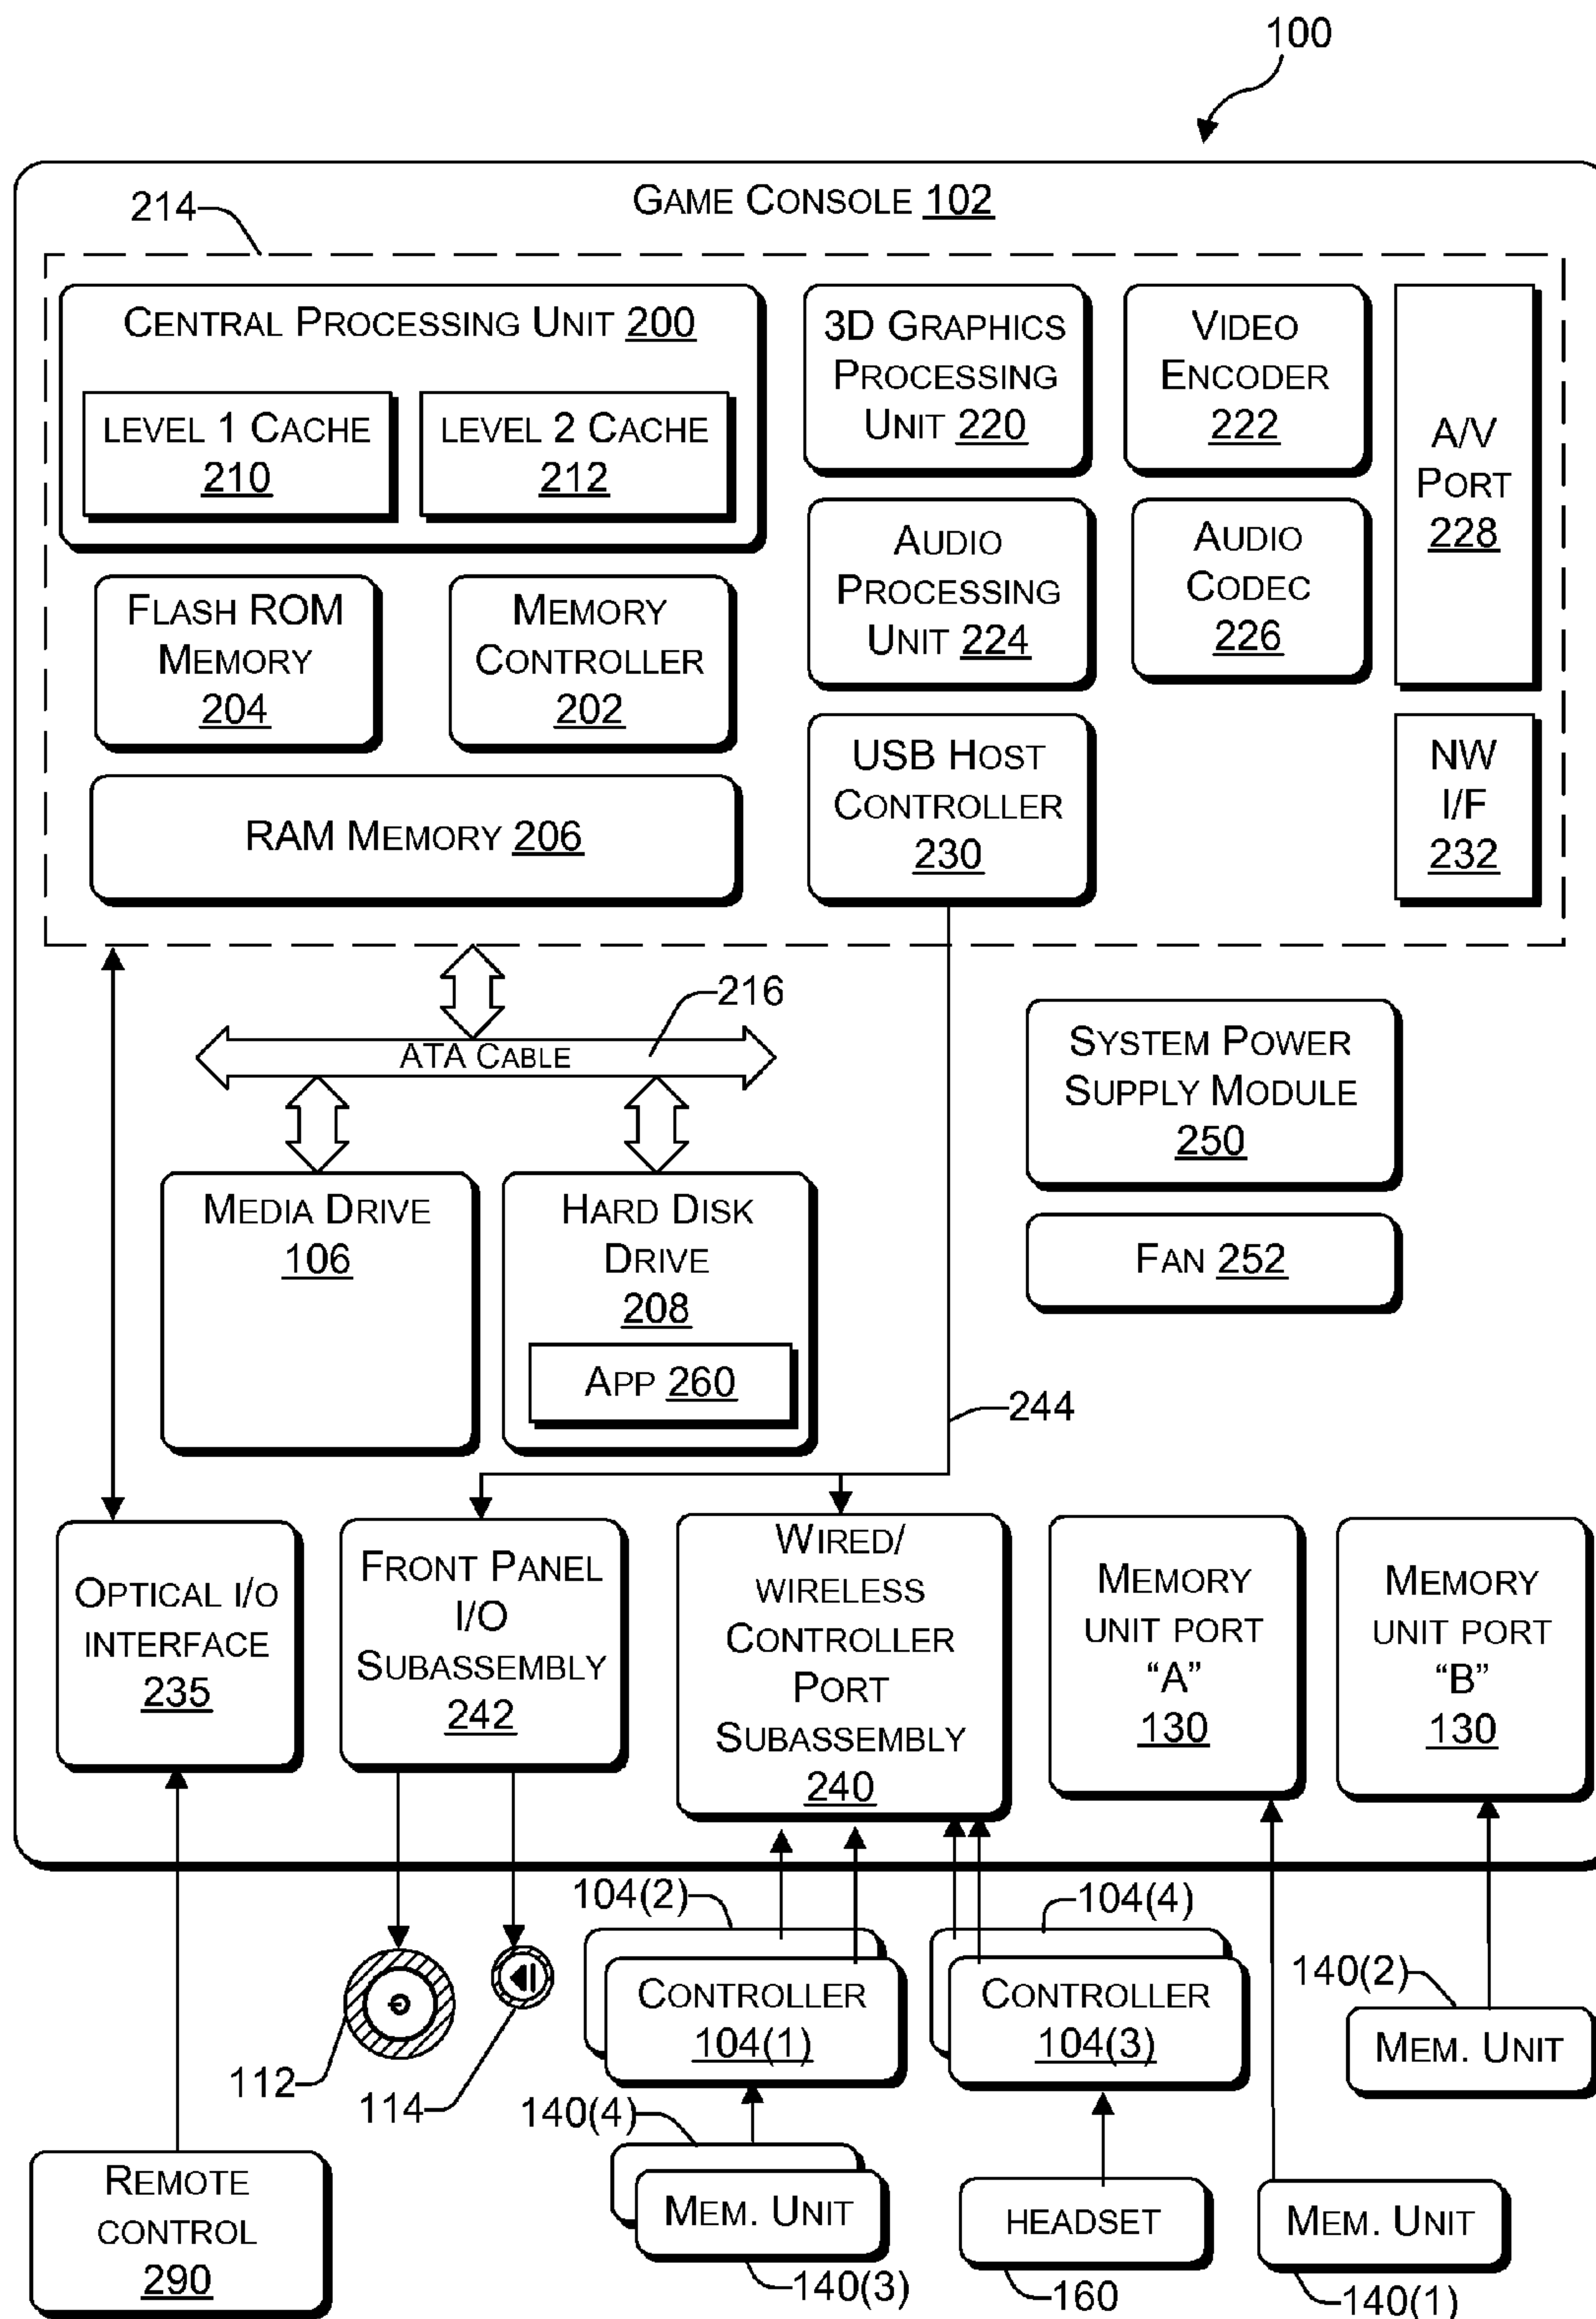 100
GAME CONSOLE 102
214
CENTRAL PROCESSING UNIT 200
LEVEL 1 CACHE
210
LEVEL 2 CACHE
212
3D GRAPHICS
PROCESSING
UNIT 220
VIDEO
ENCODER
222
A/V
PORT
228
FLASH ROM
MEMORY
204
MEMORY
CONTROLLER
202
AUDIO
PROCESSING
UNIT 224
AUDIO
CODEC
226
RAM MEMORY 206
USB HOST
CONTROLLER
230
NW
I/F
232
216
ATA CABLE
SYSTEM POWER
SUPPLY MODULE
250
MEDIA DRIVE
106
HARD DISK
DRIVE
208
APP 260
FAN 252
244
OPTICAL I/O
INTERFACE
235
FRONT PANEL
I/O
SUBASSEMBLY
242
WIRED/
WIRELESS
CONTROLLER
PORT
SUBASSEMBLY
240
MEMORY
UNIT PORT
“A”
130
MEMORY
UNIT PORT
“B”
130
104(2)
104(4)
CONTROLLER
104(1)
CONTROLLER
104(3)
140(2)
MEM. UNIT
112
114
140(4)
REMOTE
CONTROL
290
MEM. UNIT
140(3)
HEADSET
160
MEM. UNIT
140(1)